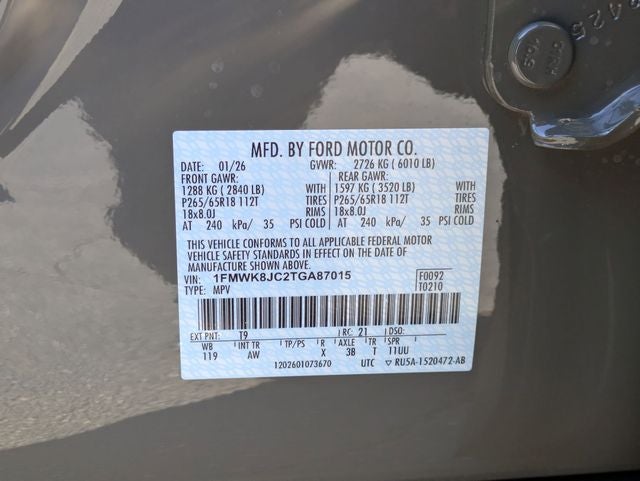 MFD. BY FORD MOTOR CO.
DATE: 01/26 GVWR: 2726 KG ( 6010 LB)
FRONT GAWR: REAR GAWR:
1288 KG ( 2840 LB) WITH 1597 KG ( 3520 LB) WITH
P265/65R18 112T TIRES P265/65R18 112T TIRES
18x8.0J RIMS 18x8.0J RIMS
AT 240 kPa/ 35 PSI COLD AT 240 kPa/ 35 PSI COLD
THIS VEHICLE CONFORMS TO ALL APPLICABLE FEDERAL MOTOR
VEHICLE SAFETY STANDARDS IN EFFECT ON THE DATE OF
MANUFACTURE SHOWN ABOVE.
VIN: 1FMWK8JC2TGA87015 F0092
TYPE: MPV T0210
EXT PNT: T9 RC: 21 DSO:
WB INT TR TP/PS R AXLE TR SPR
119 AW X 3B T 11UU
1202601073670 UTC ▽ RU5A-1520472-AB